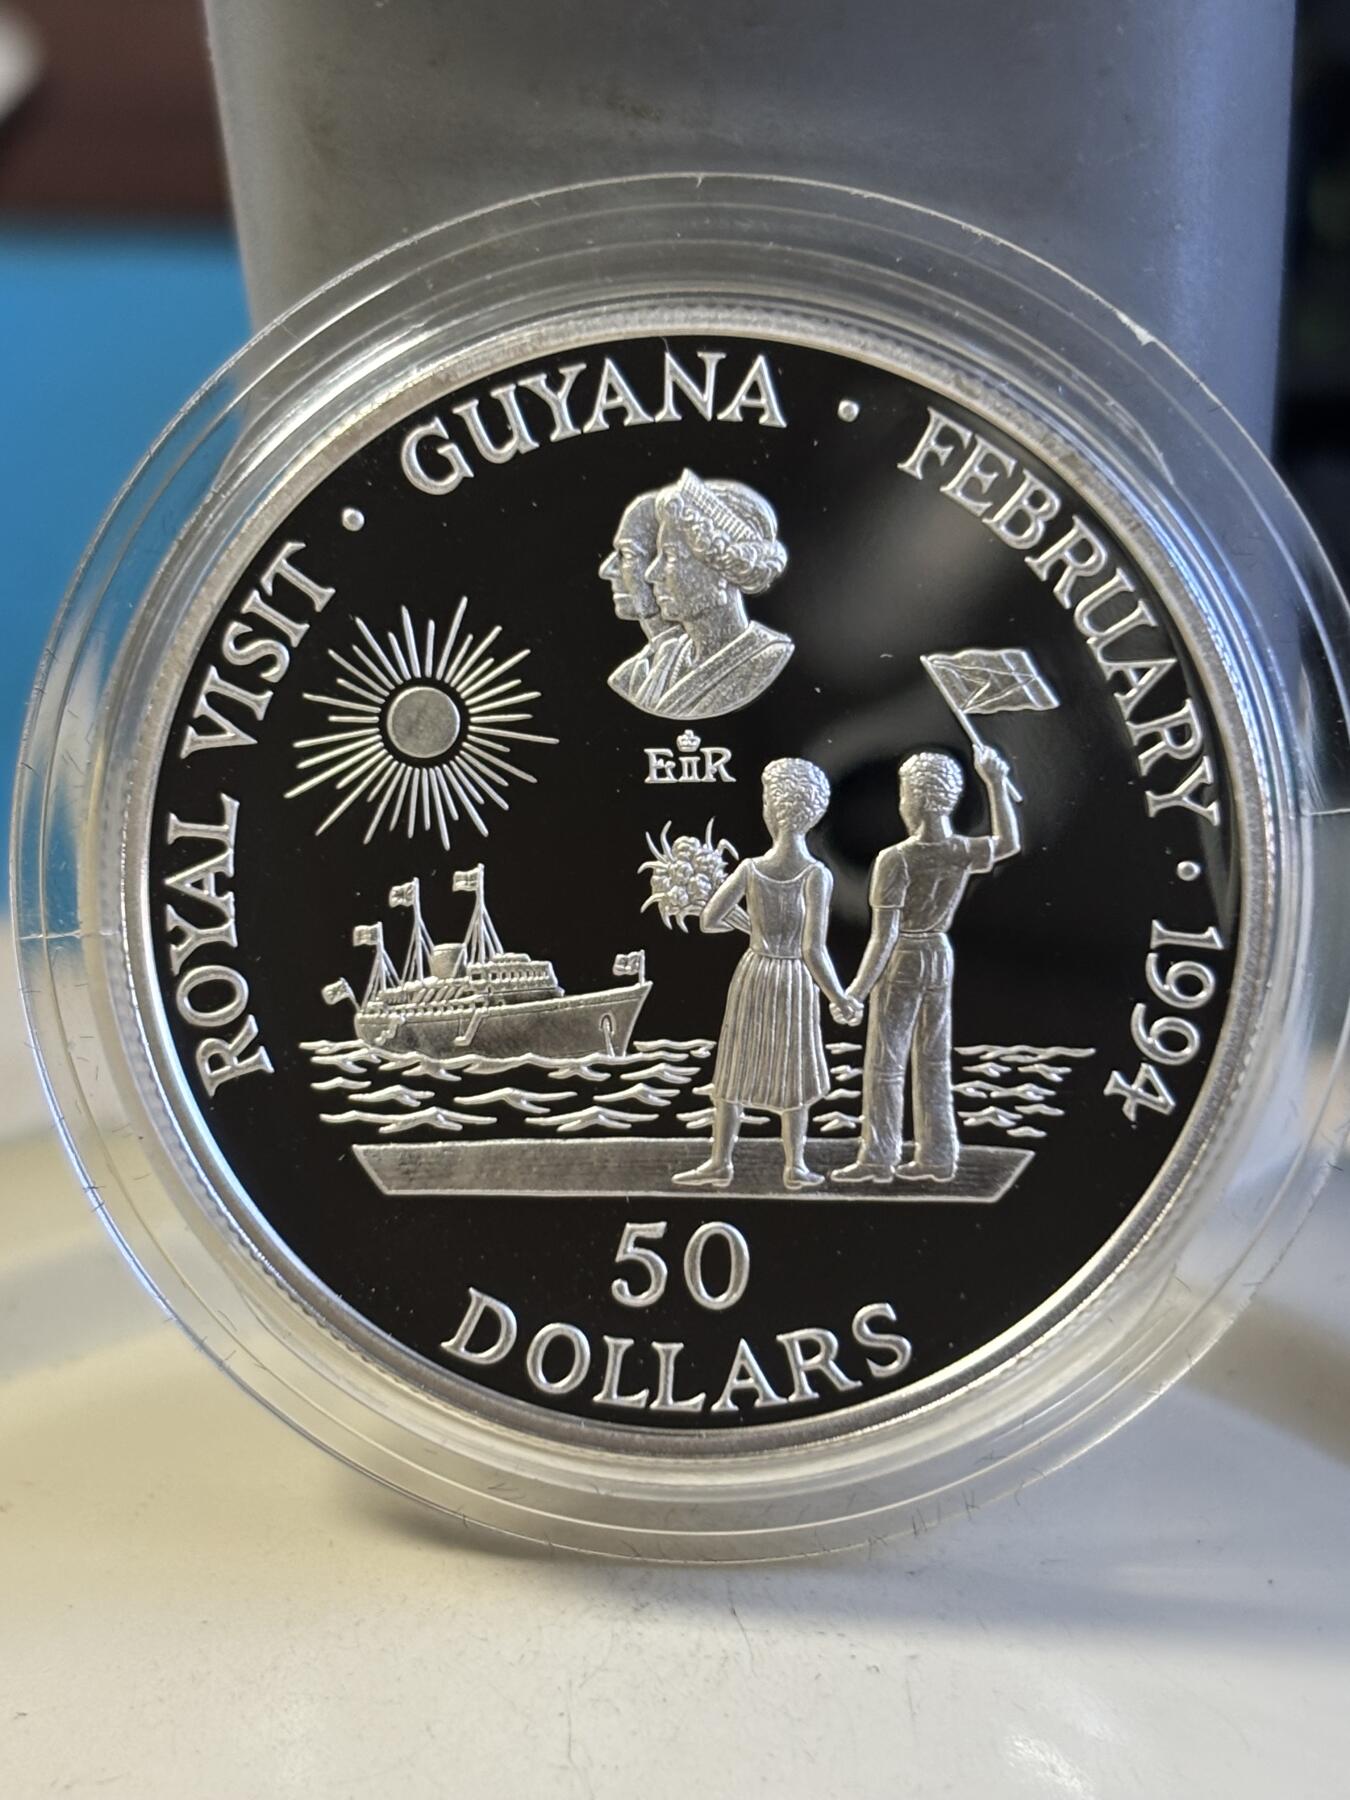 ROYAL VISIT • GUYANA • FEBRUARY • 1994
EIIR
50
DOLLARS